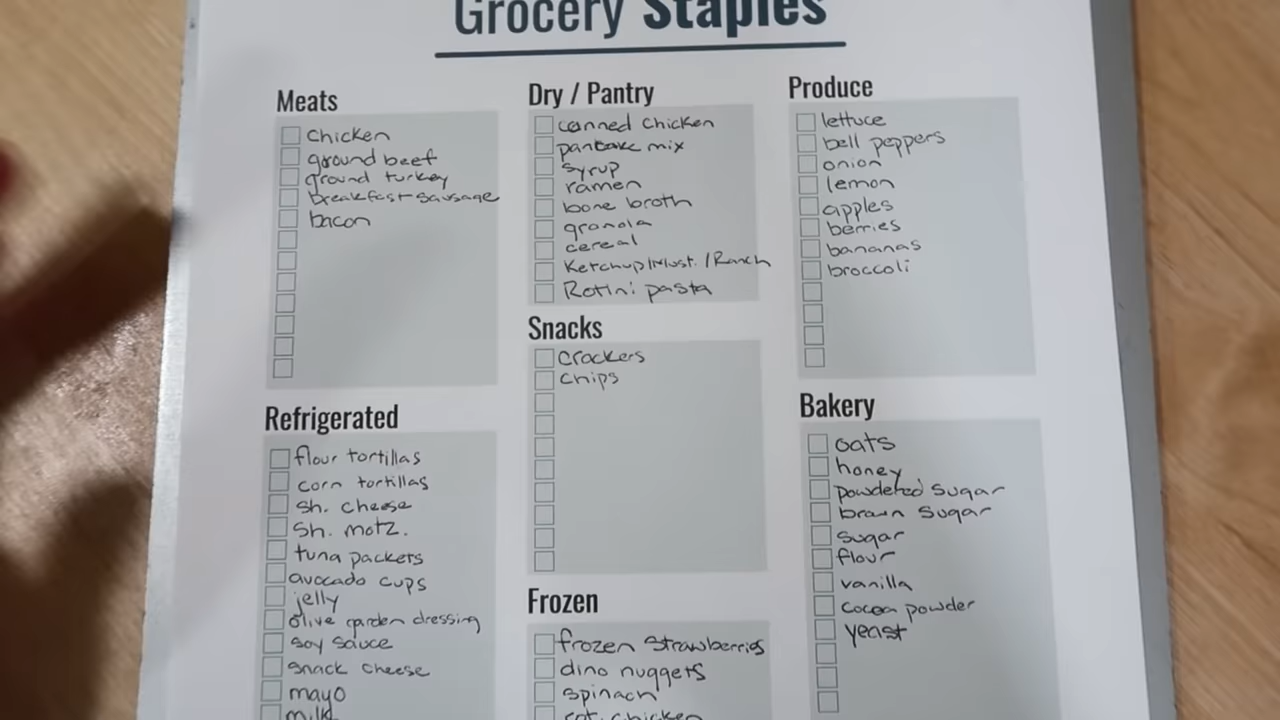 Grocery Staples
Meats
Chicken
ground beef
ground turkey
breakfast sausage
bacon
Refrigerated
flour tortillas
corn tortillas
sh. cheese
sh. motz.
tuna packets
avocado cups
jelly
olive garden dressing
soy sauce
snack cheese
mayo
milk
Dry / Pantry
canned chicken
pancake mix
syrup
ramen
bone broth
granola
cereal
Ketchup/Must. /Ranch
Rotini pasta
Snacks
Crackers
Chips
Frozen
frozen strawberries
dino nuggets
spinach
chicken
Produce
lettuce
bell peppers
onion
lemon
apples
berries
bananas
broccoli
Bakery
oats
honey
powdered sugar
brown sugar
sugar
flour
vanilla
cocoa powder
yeast